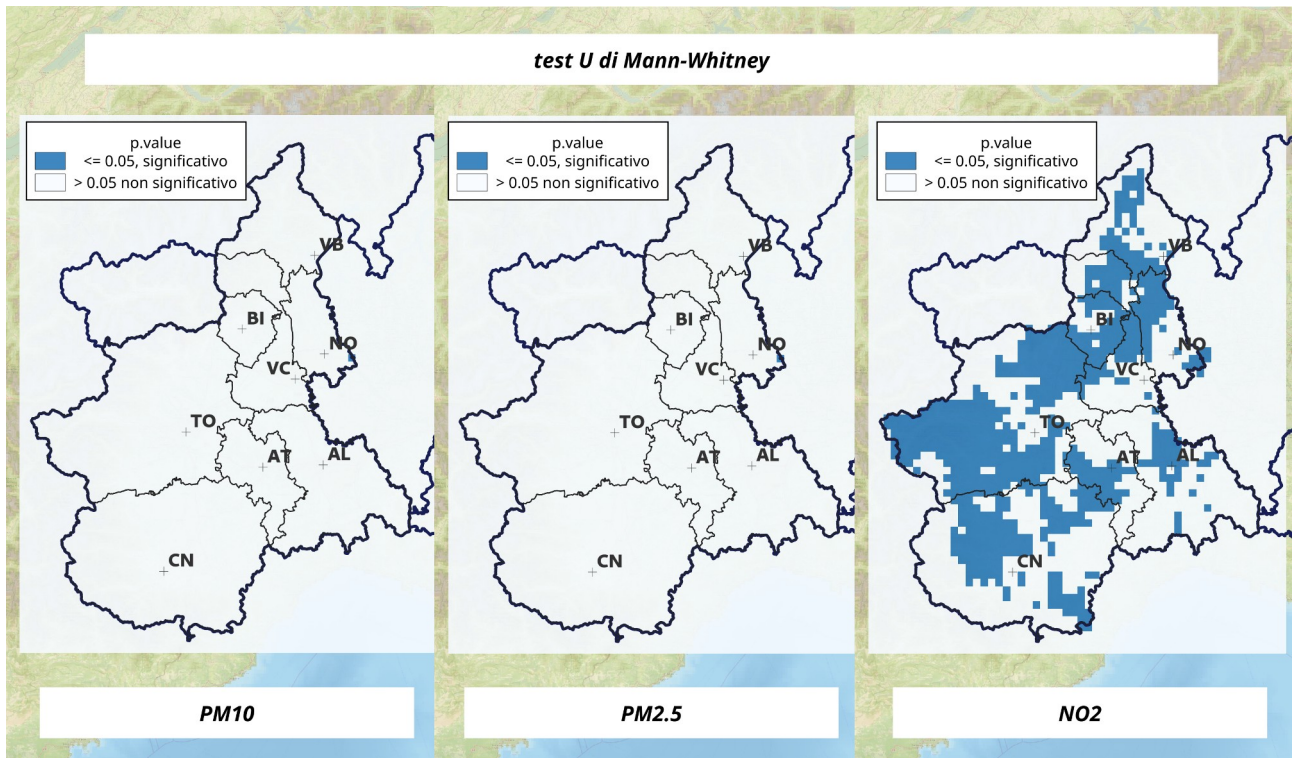 test U di Mann-Whitney
p.value
<= 0.05, significativo
> 0.05 non significativo
VB
BI
NO
VC
TO
AT
AL
CN
PM10
p.value
<= 0.05, significativo
> 0.05 non significativo
VB
BI
NO
VC
TO
AT
AL
CN
PM2.5
p.value
<= 0.05, significativo
> 0.05 non significativo
VB
BI
NO
VC
TO
AT
AL
CN
NO2